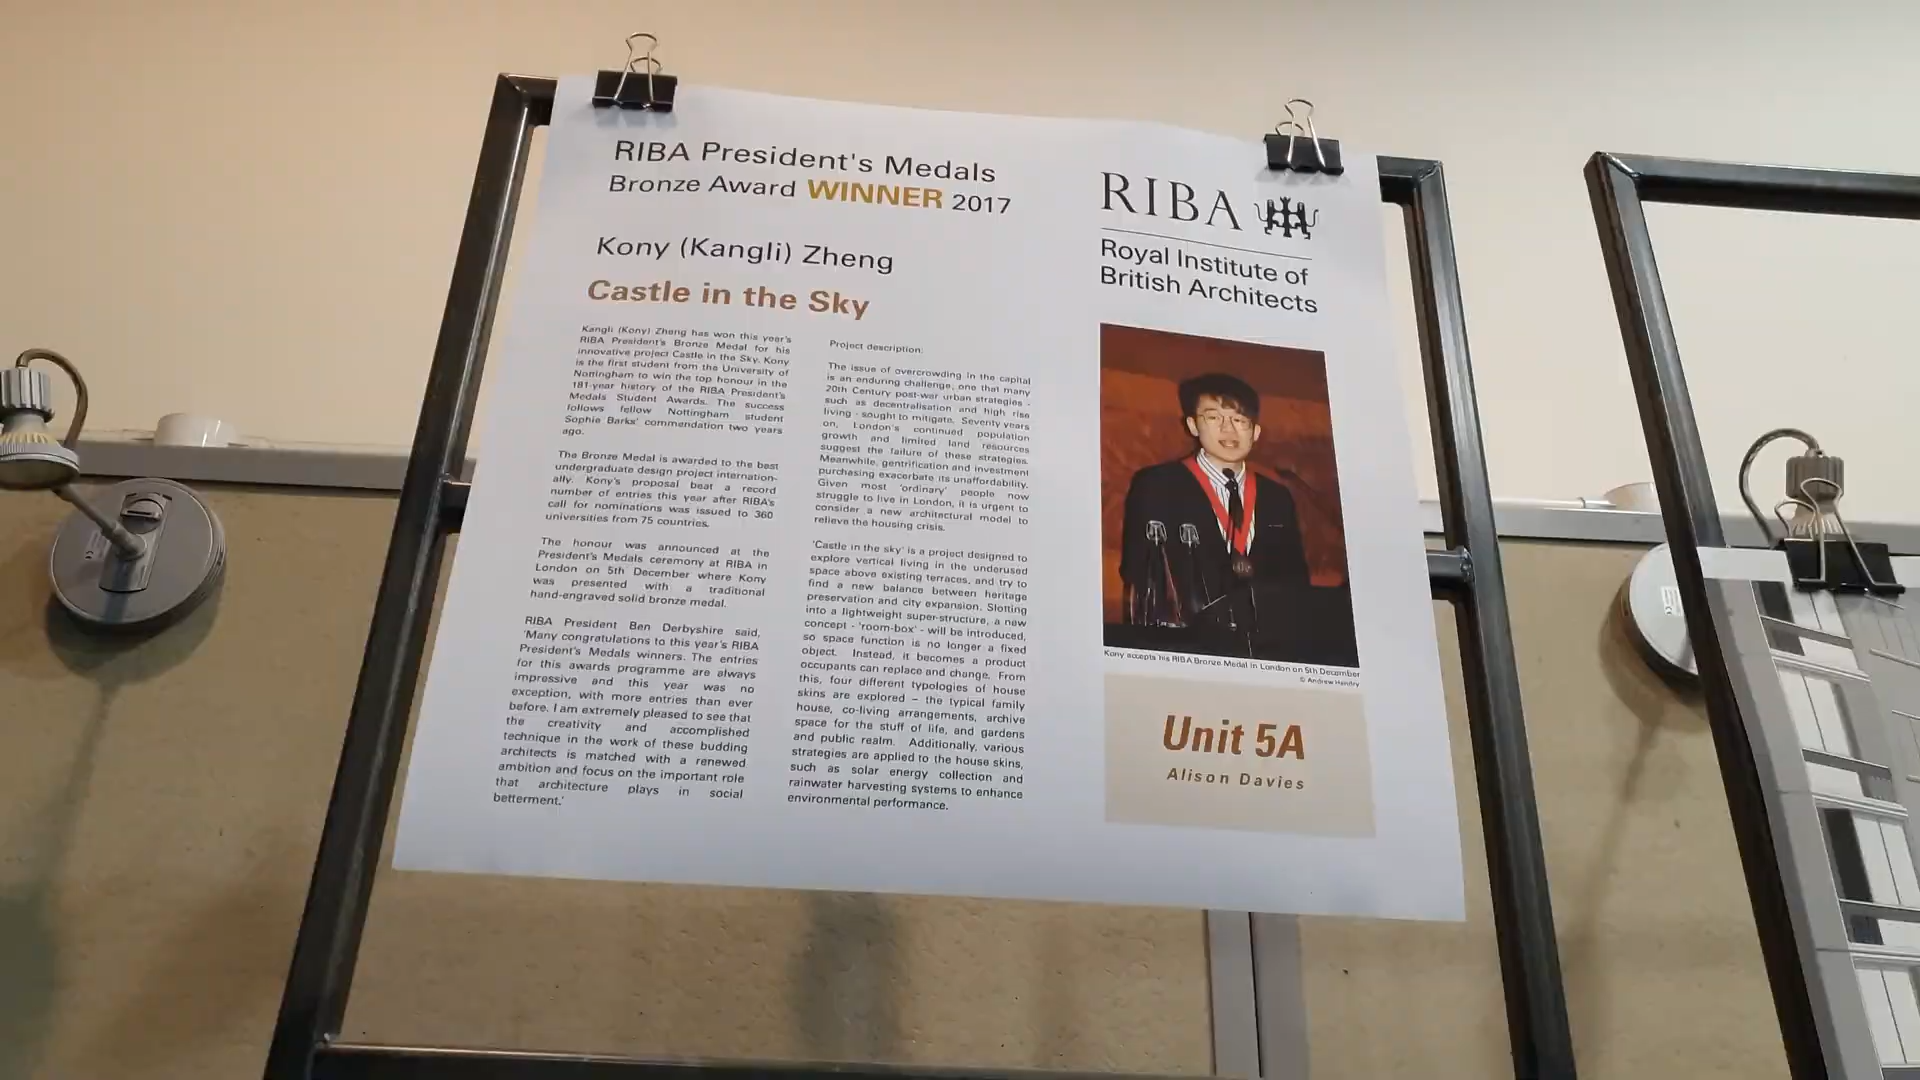 RIBA President's Medals
Bronze Award WINNER 2017
Kony (Kangli) Zheng
Castle in the Sky
Kangli (Kony) Zheng has won this year's
RIBA President's Bronze Medal for his
innovative project Castle in the Sky. Kony
is the first student from the University of
Nottingham to win the top honour in the
181-year history of the RIBA President's
Medals Student Awards. The success
follows fellow Nottingham student
Sophie Barks' commendation two years
ago.
The Bronze Medal is awarded to the best
undergraduate design project internation-
ally. Kony's proposal beat a record
number of entries this year after RIBA's
call for nominations was issued to 360
universities from 75 countries.
The honour was announced at the
President's Medals ceremony at RIBA in
London on 5th December where Kony
was presented with a traditional
hand-engraved solid bronze medal.
RIBA President Ben Derbyshire said,
'Many congratulations to this year's RIBA
President's Medals winners. The entries
for this awards programme are always
impressive and this year was no
exception, with more entries than ever
before. I am extremely pleased to see that
the creativity and accomplished
technique in the work of these budding
architects is matched with a renewed
ambition and focus on the important role
that architecture plays in social
betterment.'
Project description:
The issue of overcrowding in the capital
is an enduring challenge, one that many
20th Century post-war urban strategies -
such as decentralisation and high rise
living - sought to mitigate. Seventy years
on, London's continued population
growth and limited land resources
suggest the failure of these strategies.
Meanwhile, gentrification and investment
purchasing exacerbate its unaffordability.
Given most 'ordinary' people now
struggle to live in London, it is urgent to
consider a new architectural model to
relieve the housing crisis.
'Castle in the sky' is a project designed to
explore vertical living in the underused
space above existing terraces, and try to
find a new balance between heritage
preservation and city expansion. Slotting
into a lightweight super-structure, a new
concept - 'room-box' - will be introduced,
so space function is no longer a fixed
object. Instead, it becomes a product
occupants can replace and change. From
this, four different typologies of house
skins are explored – the typical family
house, co-living arrangements, archive
space for the stuff of life, and gardens
and public realm. Additionally, various
strategies are applied to the house skins,
such as solar energy collection and
rainwater harvesting systems to enhance
environmental performance.
RIBA
Royal Institute of
British Architects
Kony accepts his RIBA Bronze Medal in London on 5th December
© Andrew Hendry
Unit 5A
Alison Davies